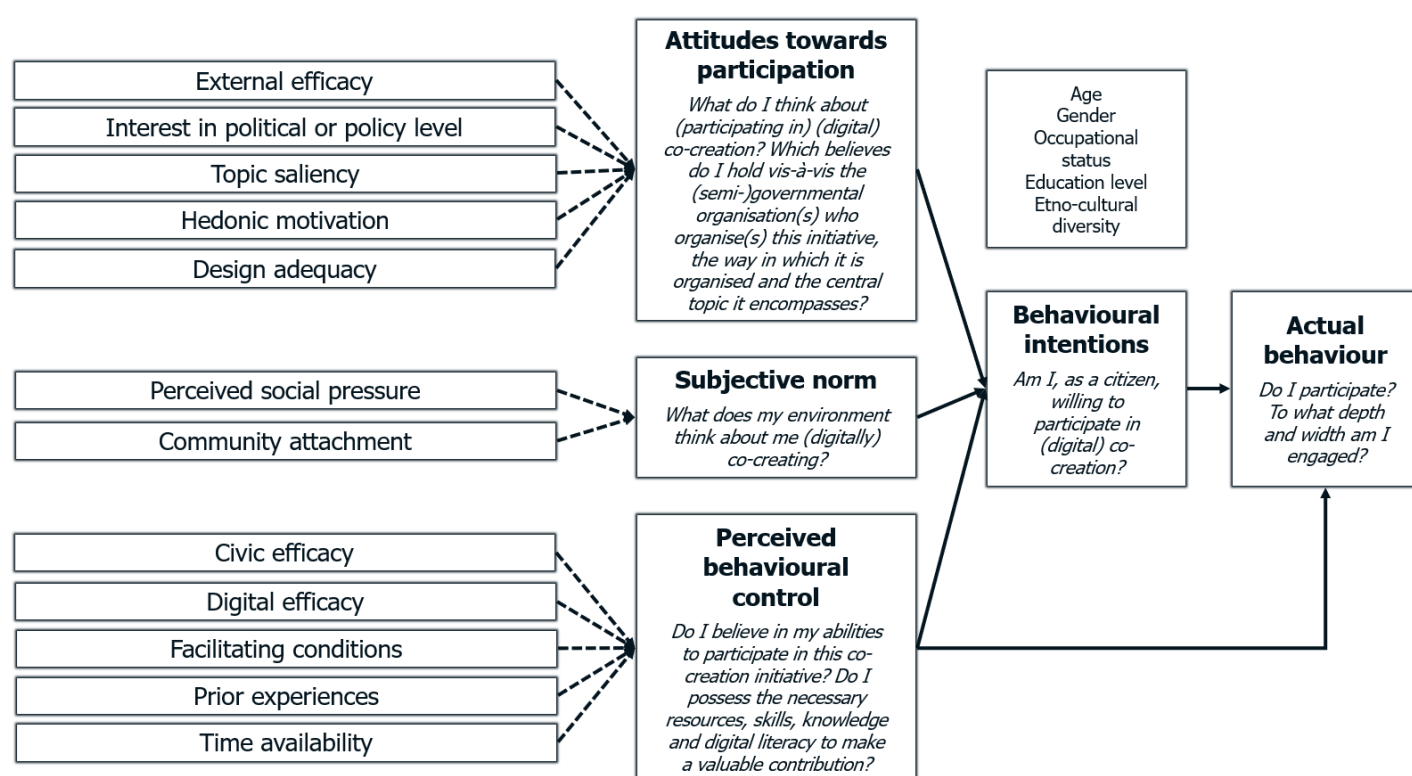 External efficacy
Interest in political or policy level
Topic saliency
Hedonic motivation
Design adequacy
Perceived social pressure
Community attachment
Civic efficacy
Digital efficacy
Facilitating conditions
Prior experiences
Time availability
Attitudes towards
participation
What do I think about
(participating in) (digital)
co-creation? Which believes
do I hold vis-à-vis the
(semi-)governmental
organisation(s) who
organise(s) this initiative,
the way in which it is
organised and the central
topic it encompasses?
Subjective norm
What does my environment
think about me (digitally)
co-creating?
Perceived
behavioural
control
Do I believe in my abilities
to participate in this co-
creation initiative? Do I
possess the necessary
resources, skills, knowledge
and digital literacy to make
a valuable contribution?
Age
Gender
Occupational
status
Education level
Etno-cultural
diversity
Behavioural
intentions
Am I, as a citizen,
willing to
participate in
(digital) co-
creation?
Actual
behaviour
Do I participate?
To what depth
and width am I
engaged?